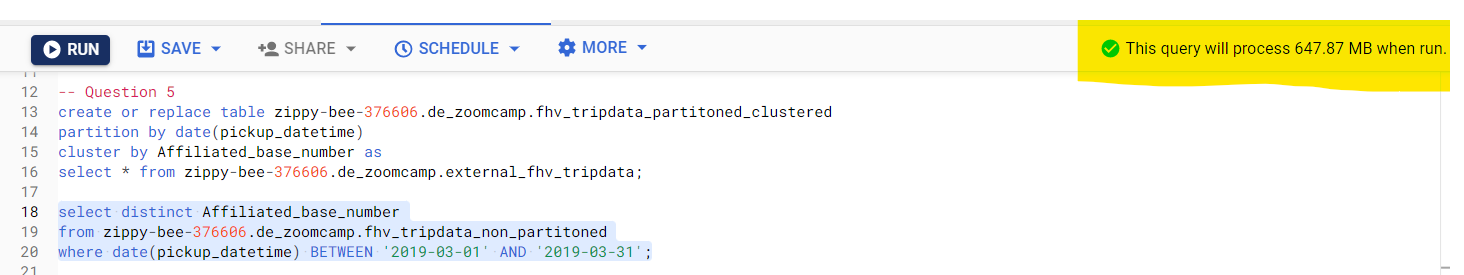 RUN SAVE SHARE SCHEDULE MORE This query will process 647.87 MB when run.
11
12 -- Question 5
13 create or replace table zippy-bee-376606.de_zoomcamp.fhv_tripdata_partitoned_clustered
14 partition by date(pickup_datetime)
15 cluster by Affiliated_base_number as
16 select * from zippy-bee-376606.de_zoomcamp.external_fhv_tripdata;
17
18 select distinct Affiliated_base_number
19 from zippy-bee-376606.de_zoomcamp.fhv_tripdata_non_partitoned
20 where date(pickup_datetime) BETWEEN '2019-03-01' AND '2019-03-31';
21